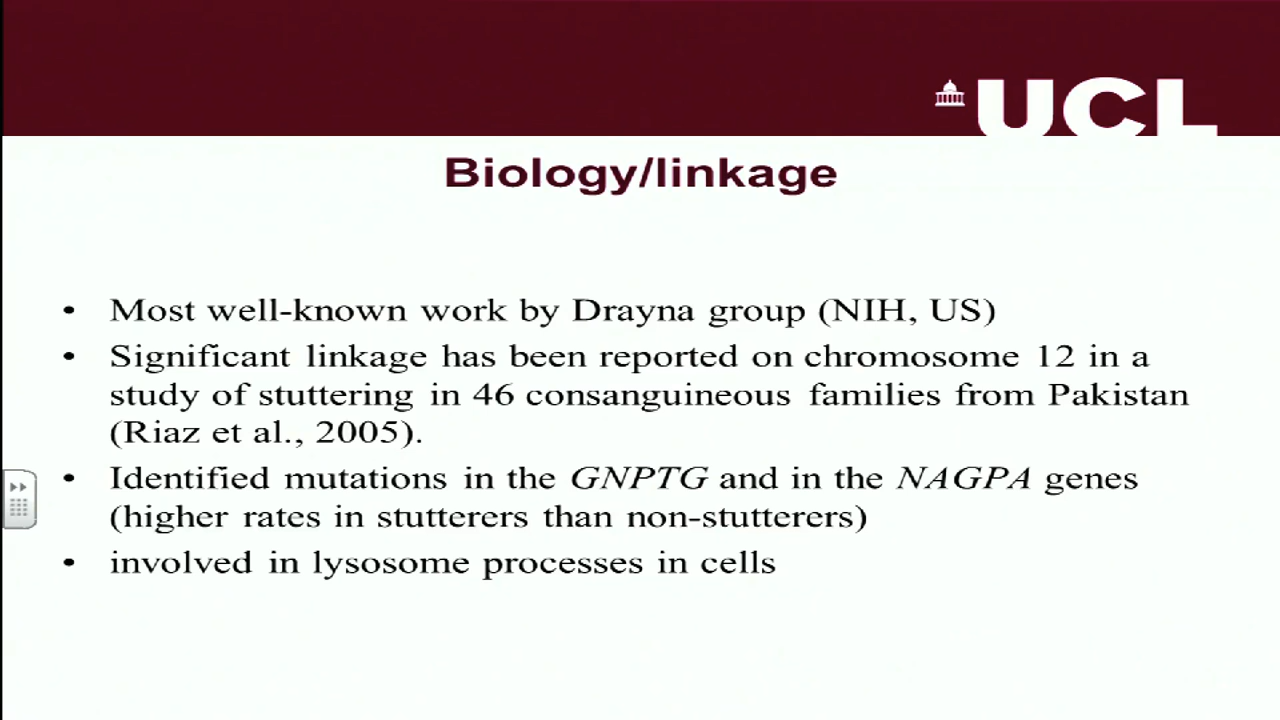 UCL
Biology/linkage
• Most well-known work by Drayna group (NIH, US)
• Significant linkage has been reported on chromosome 12 in a
study of stuttering in 46 consanguineous families from Pakistan
(Riaz et al., 2005).
• Identified mutations in the GNPTG and in the NAGPA genes
(higher rates in stutterers than non-stutterers)
• involved in lysosome processes in cells